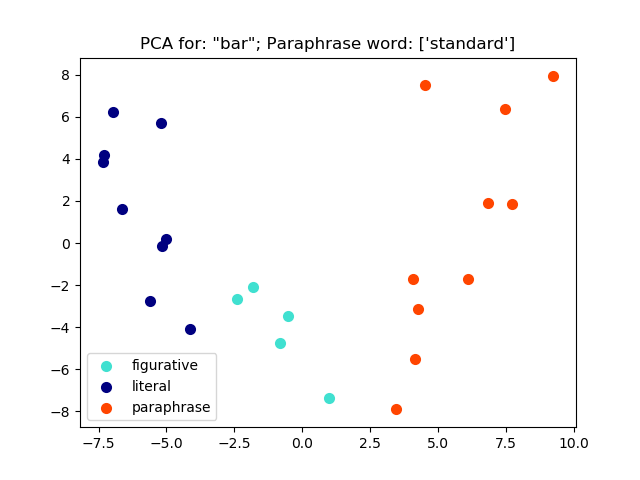 PCA for: "bar"; Paraphrase word: ['standard']
8
6
4
2
0
−2
−4
−6
−8
figurative
literal
paraphrase
−7.5 −5.0 −2.5 0.0 2.5 5.0 7.5 10.0